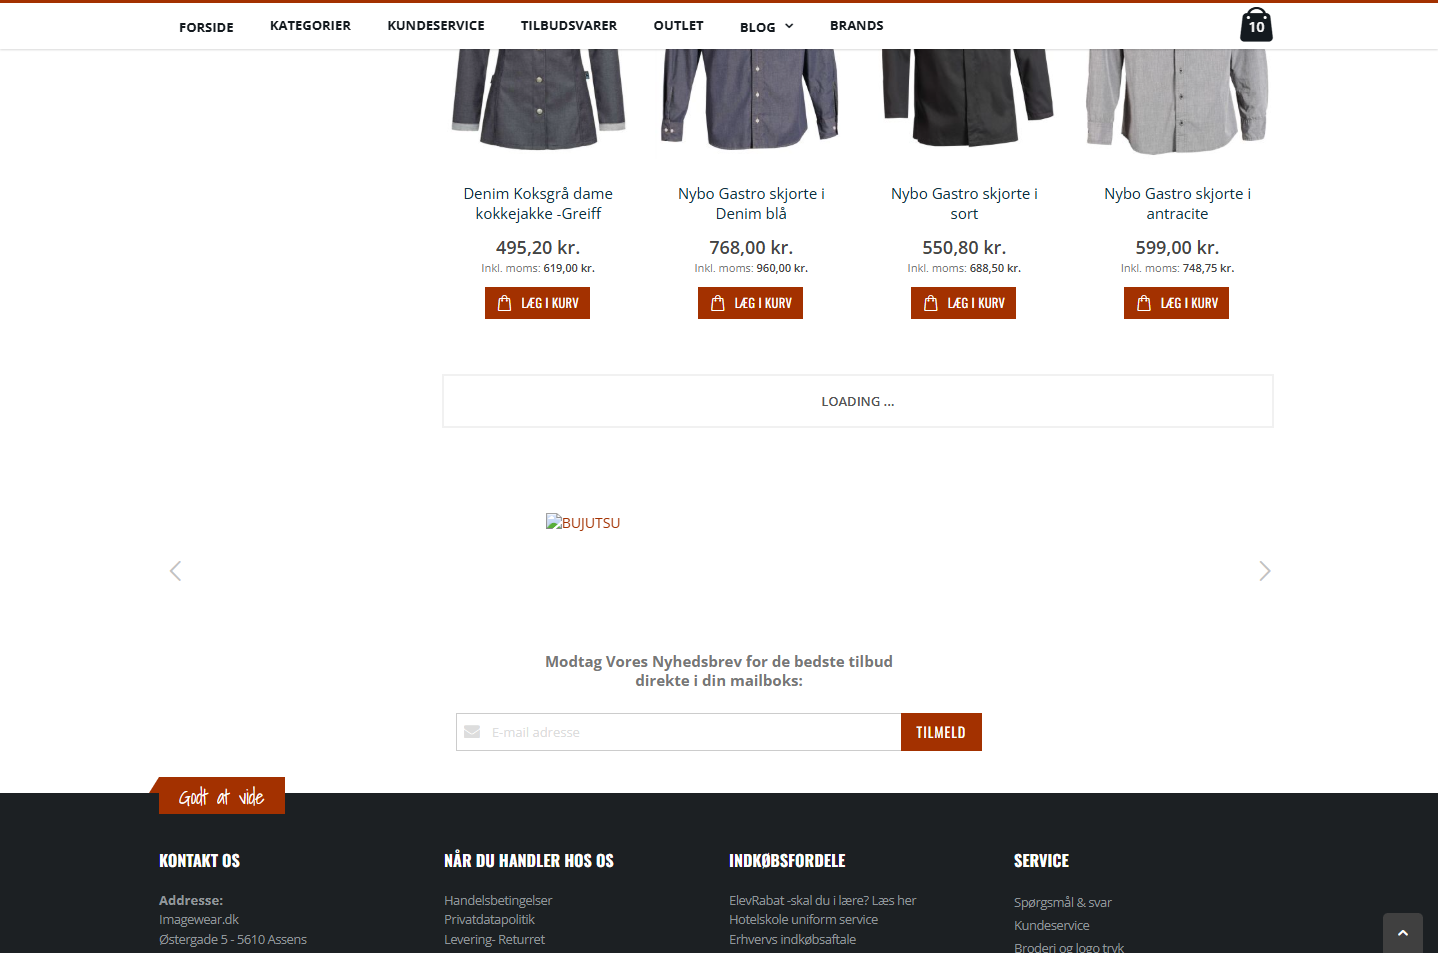 FORSIDE
KATEGORIER
KUNDESERVICE
TILBUDSVARER
OUTLET
BLOG
BRANDS
10
Denim Koksgrå dame
kokkejakke -Greiff
495,20 kr.
Inkl. moms: 619,00 kr.
LÆG I KURV
Nybo Gastro skjorte i
Denim blå
768,00 kr.
Inkl. moms: 960,00 kr.
LÆG I KURV
Nybo Gastro skjorte i
sort
550,80 kr.
Inkl. moms: 688,50 kr.
LÆG I KURV
Nybo Gastro skjorte i
antracite
599,00 kr.
Inkl. moms: 748,75 kr.
LÆG I KURV
LOADING ...
BUJUTSU
Modtag Vores Nyhedsbrev for de bedste tilbud
direkte i din mailboks:
E-mail adresse
TILMELD
Godt at vide
KONTAKT OS
Addresse:
Imagewear.dk
Østergade 5 - 5610 Assens
NÅR DU HANDLER HOS OS
Handelsbetingelser
Privatdatapolitik
Levering- Returret
INDKØBSFORDELE
ElevRabat -skal du i lære? Læs her
Hotelskole uniform service
Erhvervs indkøbsaftale
SERVICE
Spørgsmål & svar
Kundeservice
Broderi og logo tryk